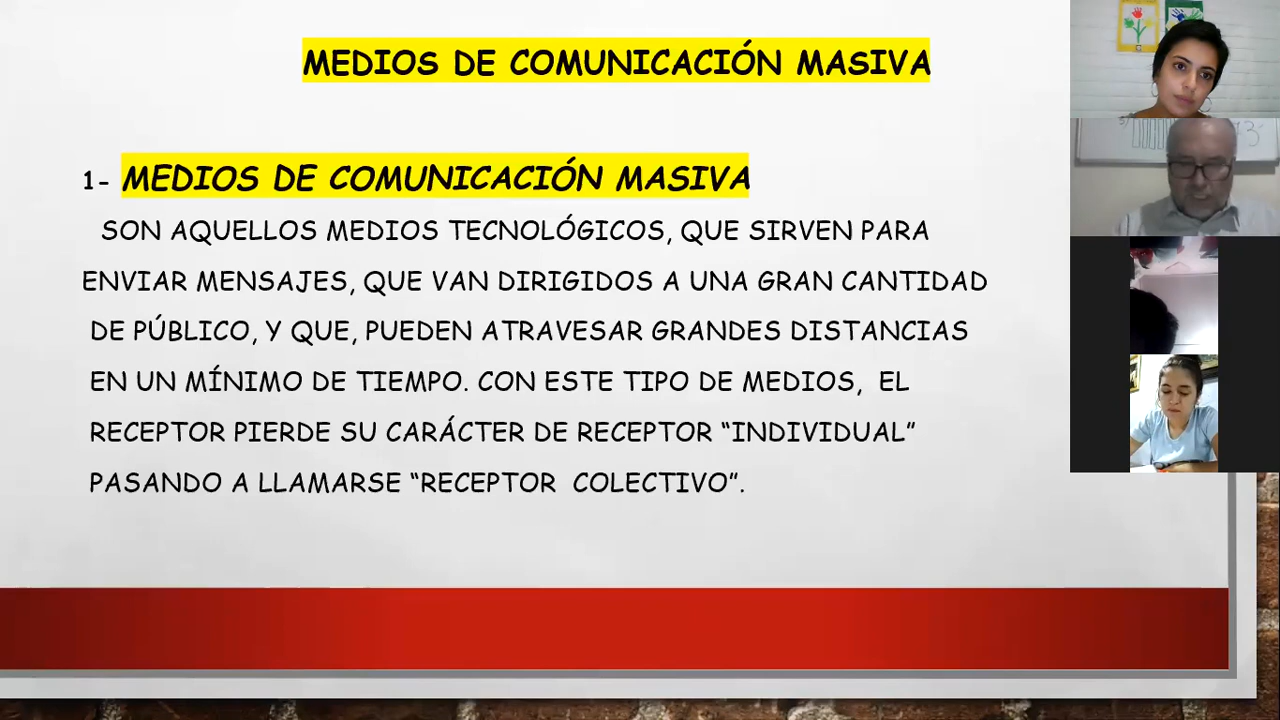 MEDIOS DE COMUNICACIÓN MASIVA
1- MEDIOS DE COMUNICACIÓN MASIVA
SON AQUELLOS MEDIOS TECNOLÓGICOS, QUE SIRVEN PARA
ENVIAR MENSAJES, QUE VAN DIRIGIDOS A UNA GRAN CANTIDAD
DE PÚBLICO, Y QUE, PUEDEN ATRAVESAR GRANDES DISTANCIAS
EN UN MÍNIMO DE TIEMPO. CON ESTE TIPO DE MEDIOS, EL
RECEPTOR PIERDE SU CARÁCTER DE RECEPTOR “INDIVIDUAL”
PASANDO A LLAMARSE “RECEPTOR COLECTIVO”.